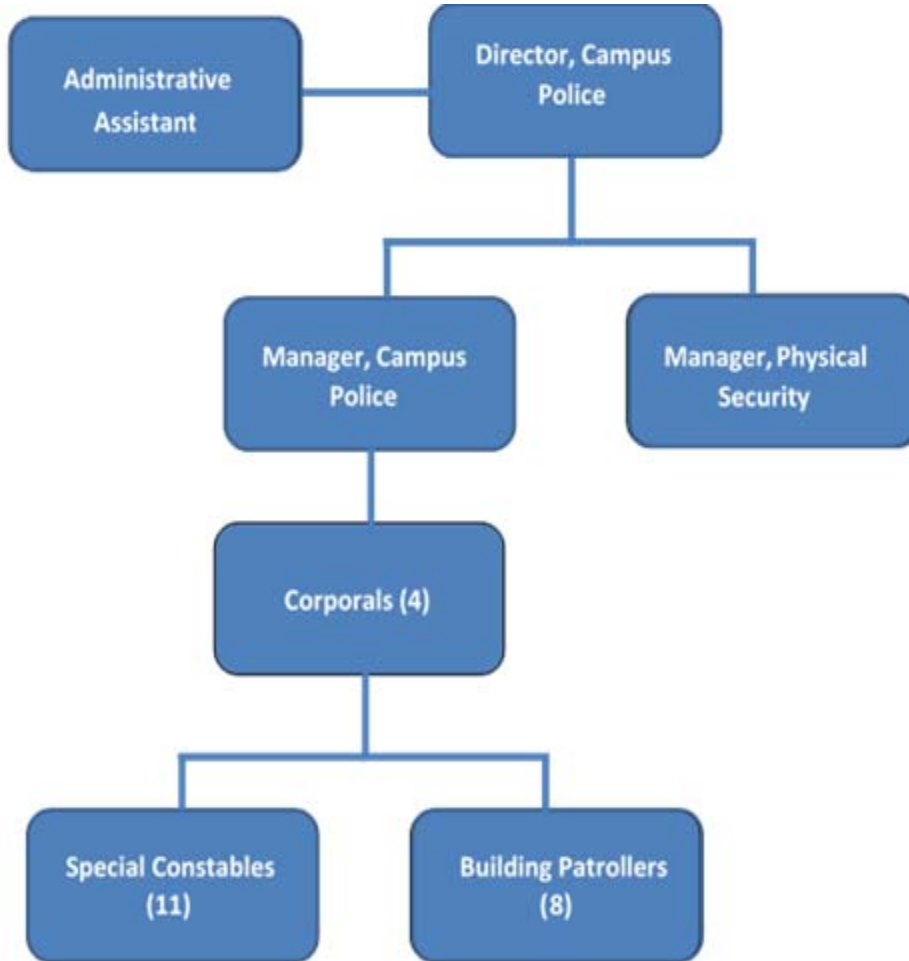 Administrative
Assistant
Director, Campus
Police
Manager, Campus
Police
Manager, Physical
Security
Corporals (4)
Special Constables
(11)
Building Patrollers
(8)